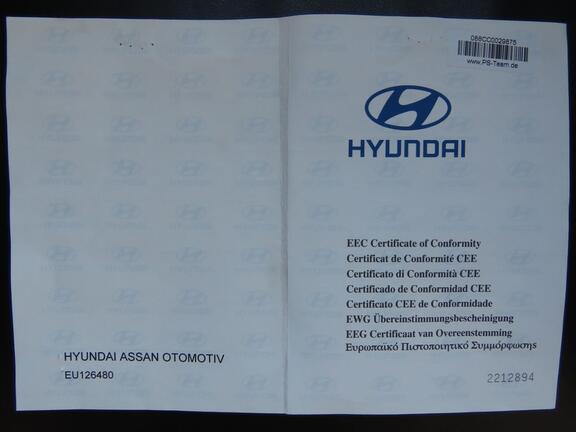 HYUNDAI ASSAN OTOMOTIV
EU126480
088CC0029875
www.PS-Team.de
HYUNDAI
EEC Certificate of Conformity
Certificat de Conformité CEE
Certificato di Conformità CEE
Certificado de Conformidad CEE
Certificato CEE de Conformidade
EWG Übereinstimmungsbescheinigung
EEG Certificaat van Overeenstemming
Ευρωπαϊκό Πιστοποιητικό Συμμόρφωσης
2212894